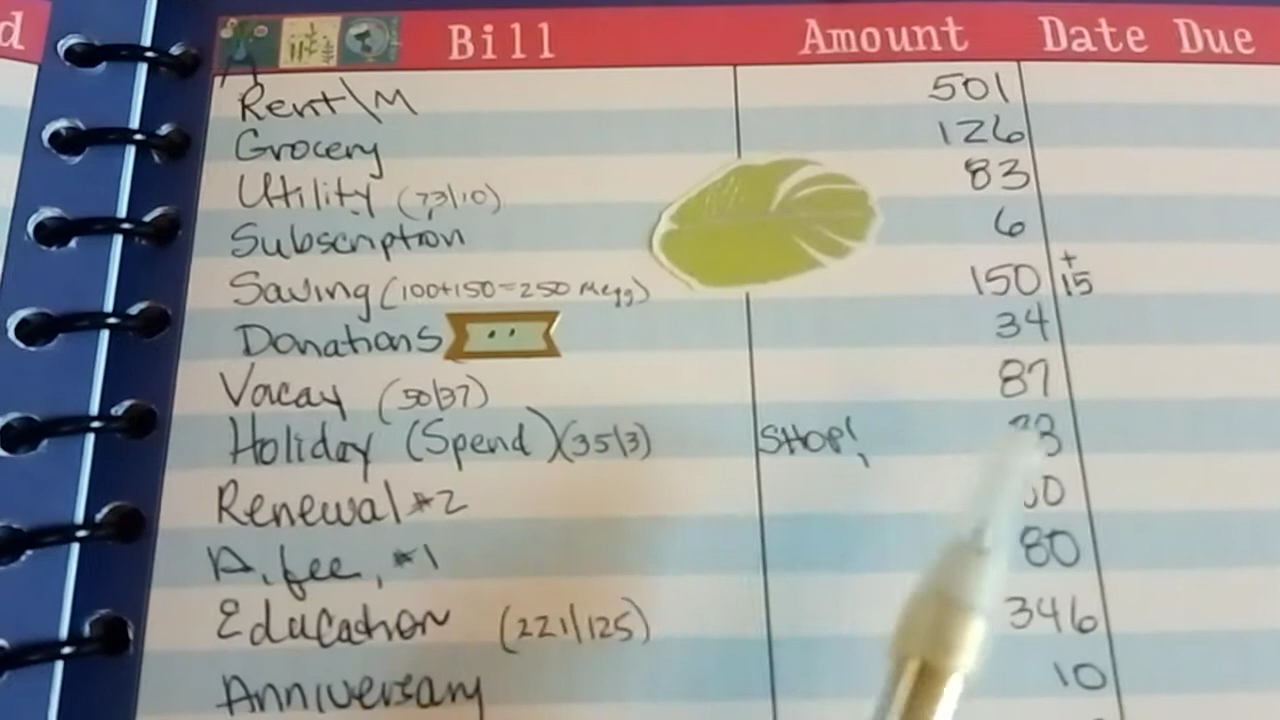 d Bill Amount Date Due
Rent\M 501
Grocery 126
Utility (73\10) 83
Subscription 6
Saving (100+150=250 Megg) 150 +15
Donations 34
Vacay (50\37) 87
Holiday (Spend) (35\3) SHOP!
Renewal #2
A. fee, #1 80
Education (221\125) 346
Anniversary 10